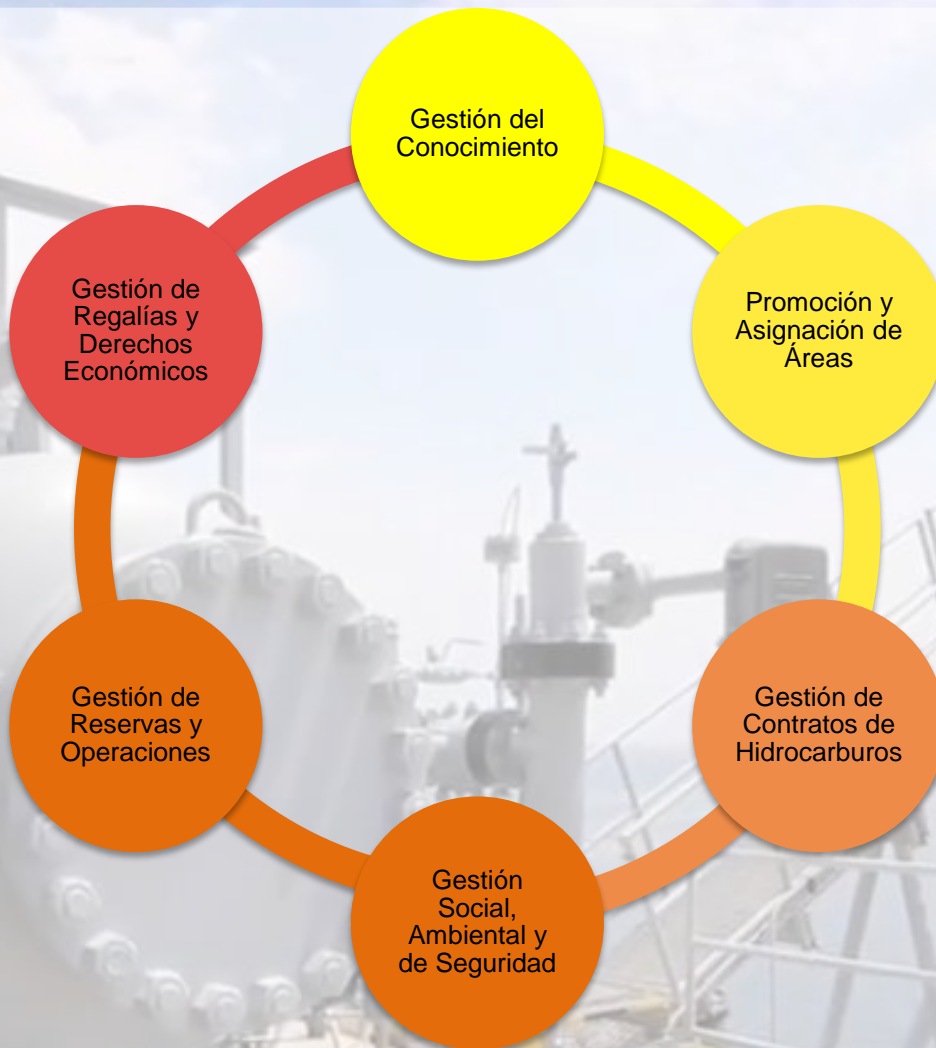 Gestión del
Conocimiento
Promoción y
Asignación de
Áreas
Gestión de
Contratos de
Hidrocarburos
Gestión
Social,
Ambiental y
de Seguridad
Gestión de
Reservas y
Operaciones
Gestión de
Regalías y
Derechos
Económicos